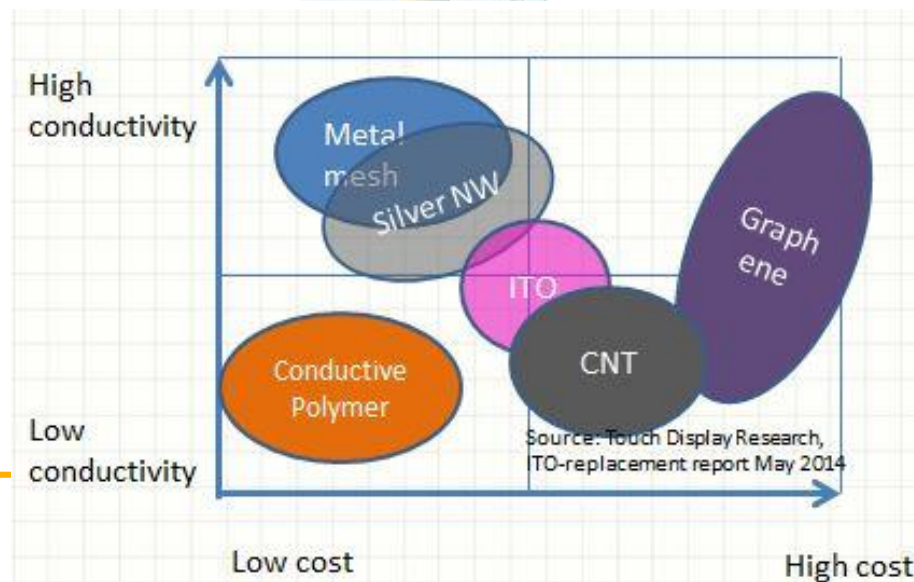 High
conductivity
Metal
mesh
Silver NW
Graph
ene
ITO
CNT
Conductive
Polymer
Low
conductivity
Source: Touch Display Research,
ITO-replacement report May 2014
Low cost
High cost